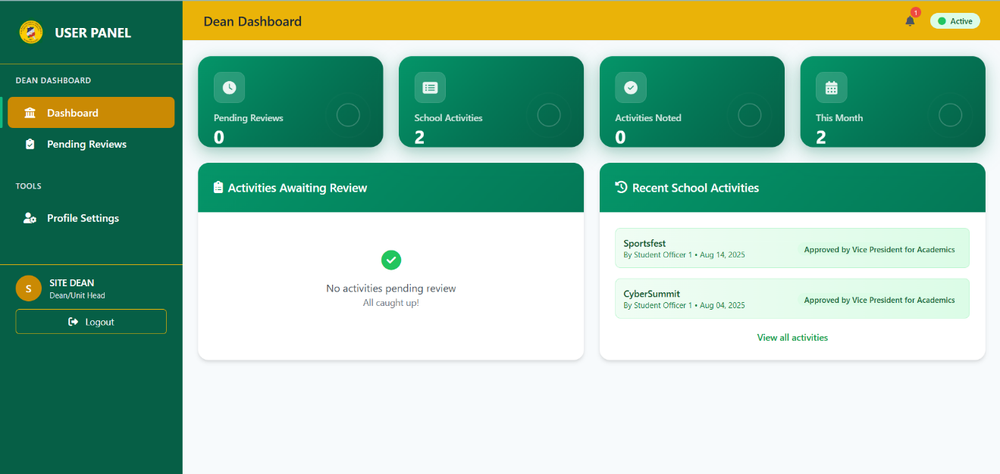 USER PANEL
DEAN DASHBOARD
Dashboard
Pending Reviews
TOOLS
Profile Settings
S
SITE DEAN
Dean/Unit Head
Logout
Dean Dashboard
1
Active
Pending Reviews
0
School Activities
2
Activities Noted
0
This Month
2
Activities Awaiting Review
No activities pending review
All caught up!
Recent School Activities
Sportsfest
By Student Officer 1 • Aug 14, 2025
Approved by Vice President for Academics
CyberSummit
By Student Officer 1 • Aug 04, 2025
Approved by Vice President for Academics
View all activities